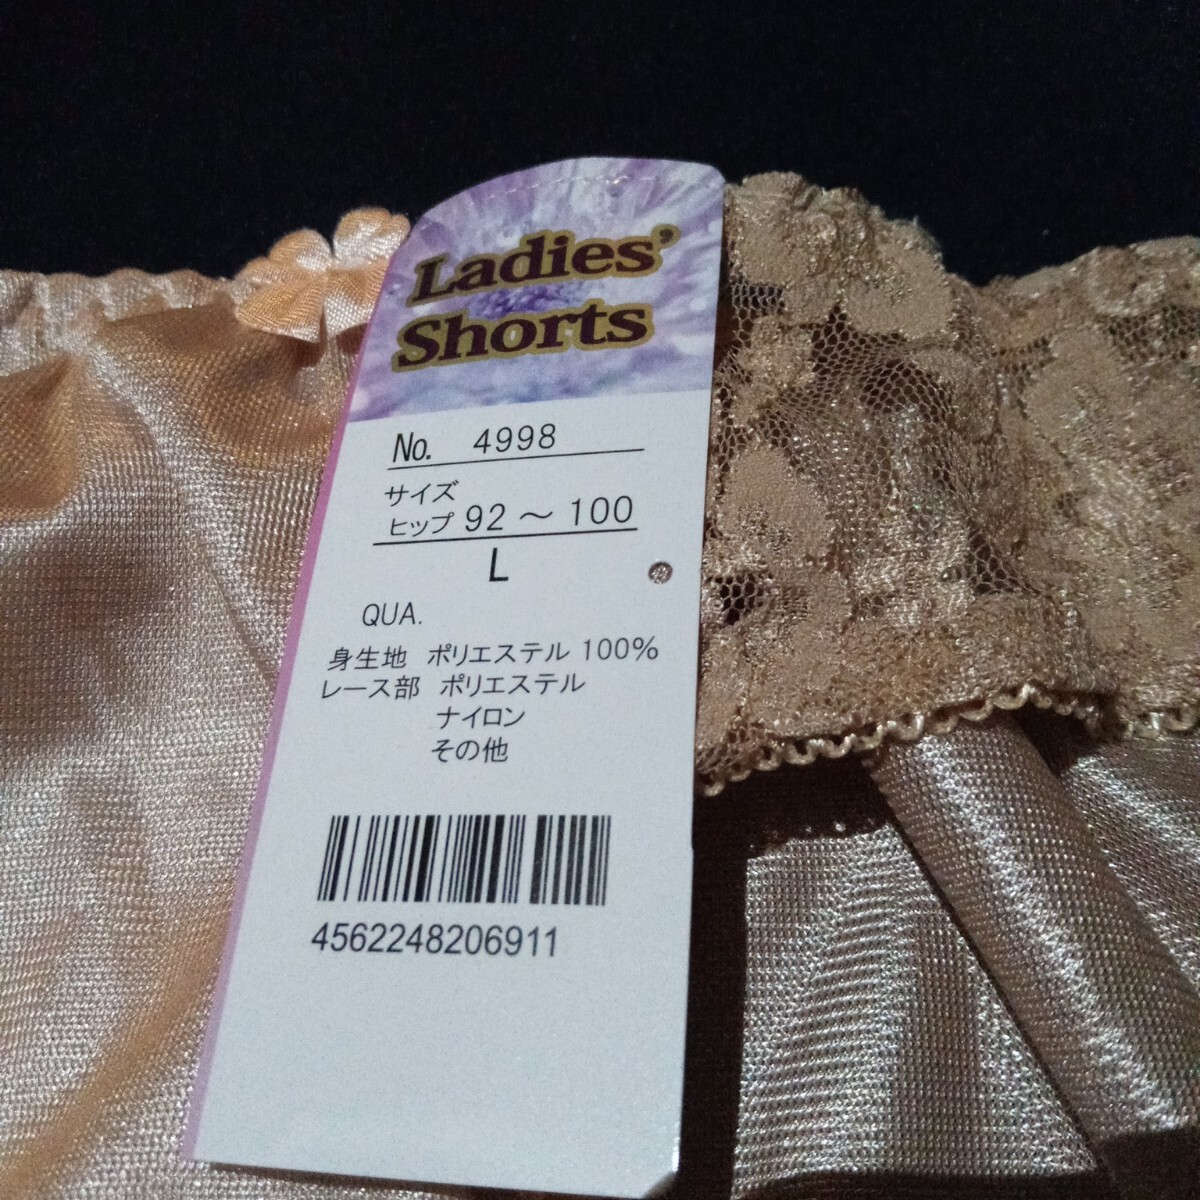 Ladies'
Shorts
No. 4998
サイズ
ヒップ 92 ～ 100
L
QUA.
身生地 ポリエステル 100%
レース部 ポリエステル
ナイロン
その他
4562248206911